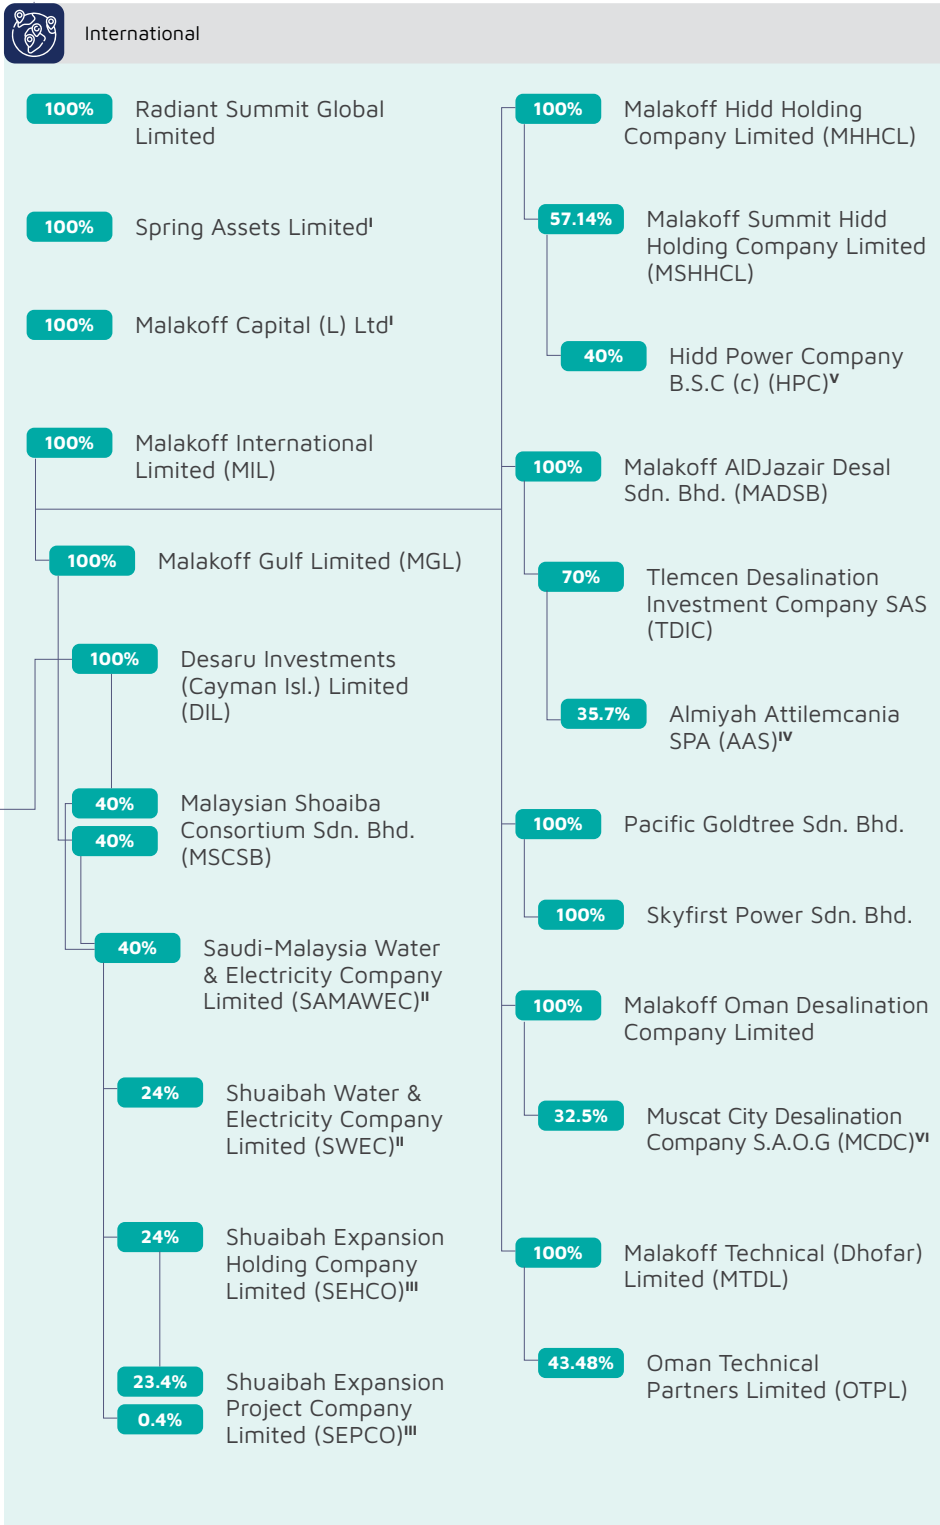 International
100%
Radiant Summit Global
Limited
100%
Spring Assets Limitedᴵ
100%
Malakoff Capital (L) Ltdᴵ
100%
Malakoff International
Limited (MIL)
100%
Malakoff Gulf Limited (MGL)
100%
Desaru Investments
(Cayman Isl.) Limited
(DIL)
40%
40%
Malaysian Shoaiba
Consortium Sdn. Bhd.
(MSCSB)
40%
Saudi-Malaysia Water
& Electricity Company
Limited (SAMAWEC)ᴵᴵ
24%
Shuaibah Water &
Electricity Company
Limited (SWEC)ᴵᴵ
24%
Shuaibah Expansion
Holding Company
Limited (SEHCO)ᴵᴵᴵ
23.4%
0.4%
Shuaibah Expansion
Project Company
Limited (SEPCO)ᴵᴵᴵ
100%
Malakoff Hidd Holding
Company Limited (MHHCL)
57.14%
Malakoff Summit Hidd
Holding Company Limited
(MSHHCL)
40%
Hidd Power Company
B.S.C (c) (HPC)ⱽ
100%
Malakoff AlDJazair Desal
Sdn. Bhd. (MADSB)
70%
Tlemcen Desalination
Investment Company SAS
(TDIC)
35.7%
Almiyah Attilemcania
SPA (AAS)ᴵⱽ
100%
Pacific Goldtree Sdn. Bhd.
100%
Skyfirst Power Sdn. Bhd.
100%
Malakoff Oman Desalination
Company Limited
32.5%
Muscat City Desalination
Company S.A.O.G (MCDC)ⱽᴵ
100%
Malakoff Technical (Dhofar)
Limited (MTDL)
43.48%
Oman Technical
Partners Limited (OTPL)